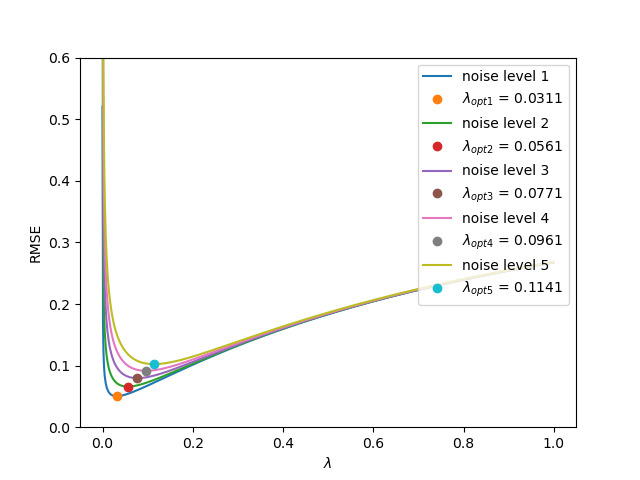 0.6
0.5
0.4
0.3
0.2
0.1
0.0
RMSE
0.0 0.2 0.4 0.6 0.8 1.0
λ
noise level 1
λopt1 = 0.0311
noise level 2
λopt2 = 0.0561
noise level 3
λopt3 = 0.0771
noise level 4
λopt4 = 0.0961
noise level 5
λopt5 = 0.1141